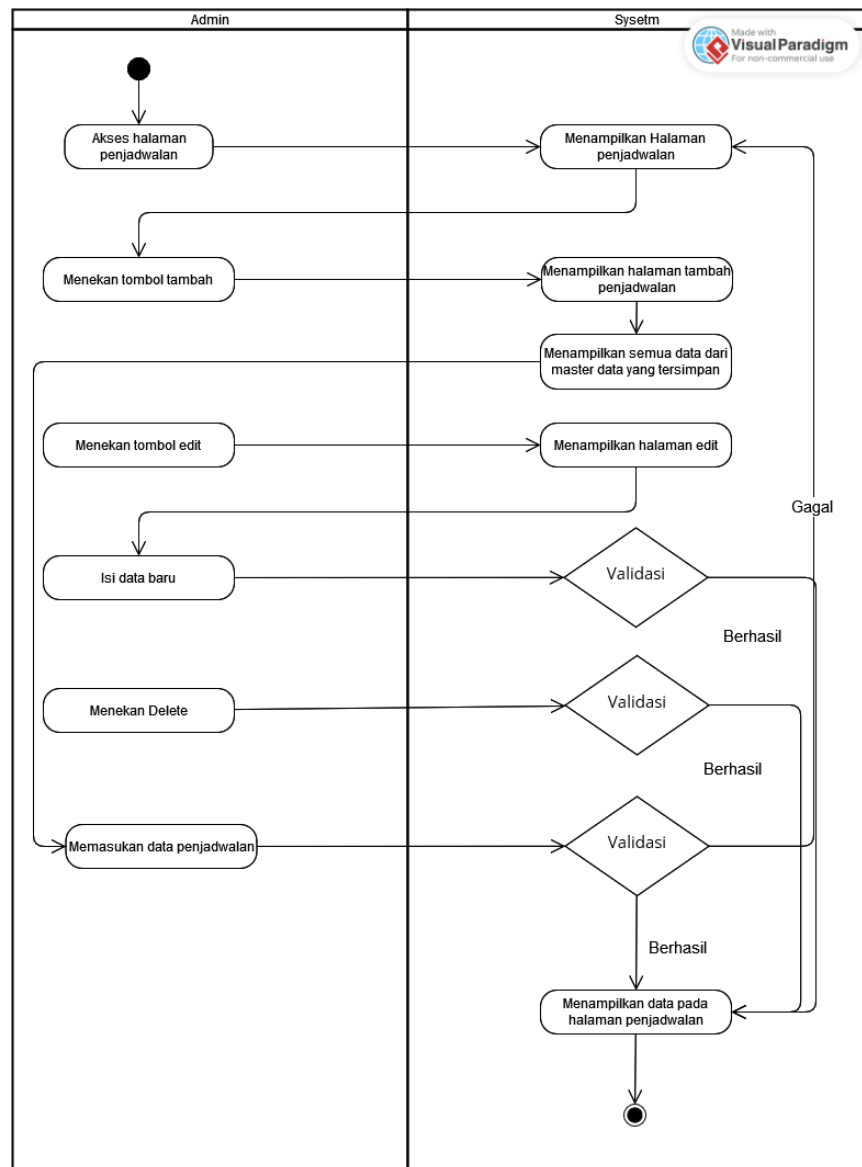 Admin
Sysetm
Made with
Visual Paradigm
For non-commercial use
Akses halaman
penjadwalan
Menampilkan Halaman
penjadwalan
Menekan tombol tambah
Menampilkan halaman tambah
penjadwalan
Menampilkan semua data dari
master data yang tersimpan
Menekan tombol edit
Menampilkan halaman edit
Gagal
Isi data baru
Validasi
Berhasil
Menekan Delete
Validasi
Berhasil
Memasukan data penjadwalan
Validasi
Berhasil
Menampilkan data pada
halaman penjadwalan